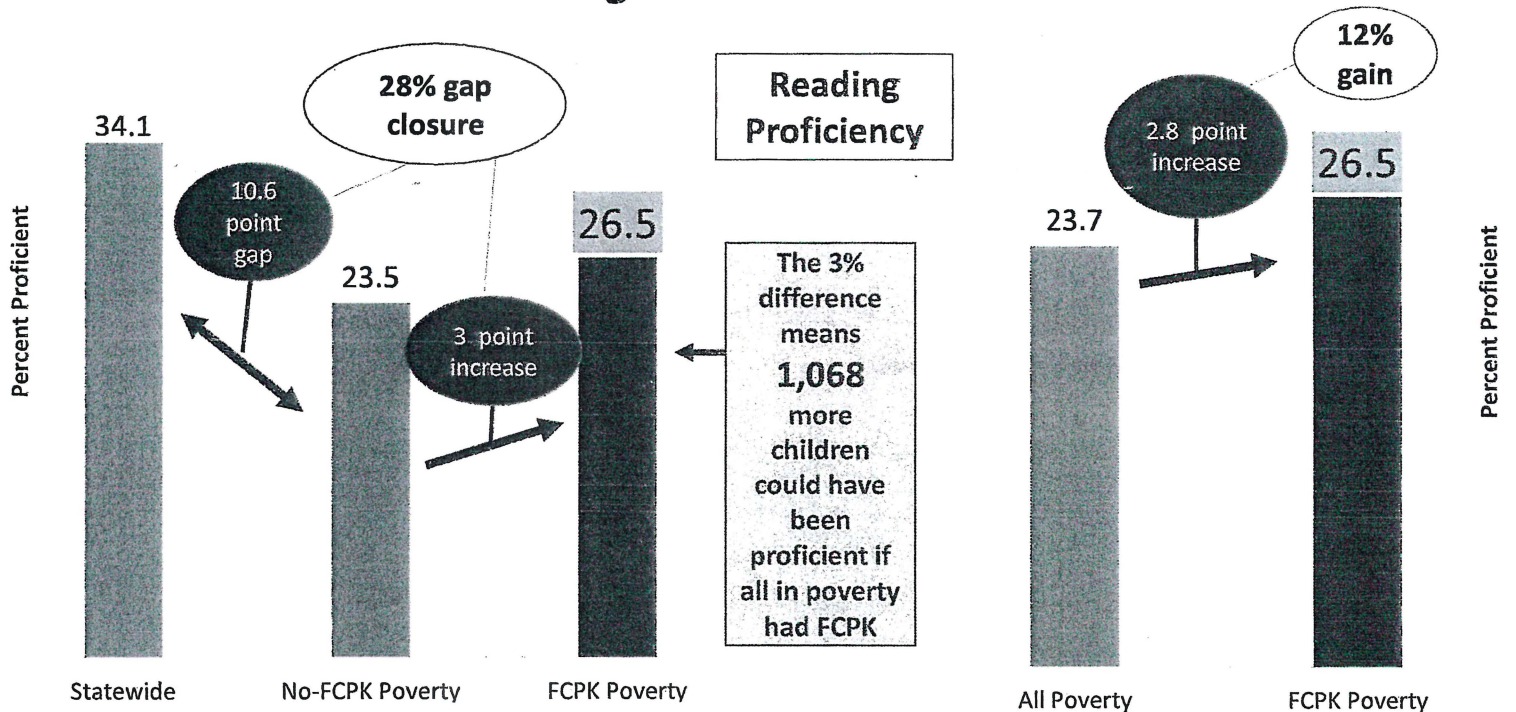 28% gap
closure
34.1
10.6
point
gap
23.5
3 point
increase
26.5
Reading
Proficiency
The 3%
difference
means
1,068
more
children
could have
been
proficient if
all in poverty
had FCPK
Percent Proficient
Statewide
No-FCPK Poverty
FCPK Poverty
12%
gain
2.8 point
increase
23.7
26.5
Percent Proficient
All Poverty
FCPK Poverty